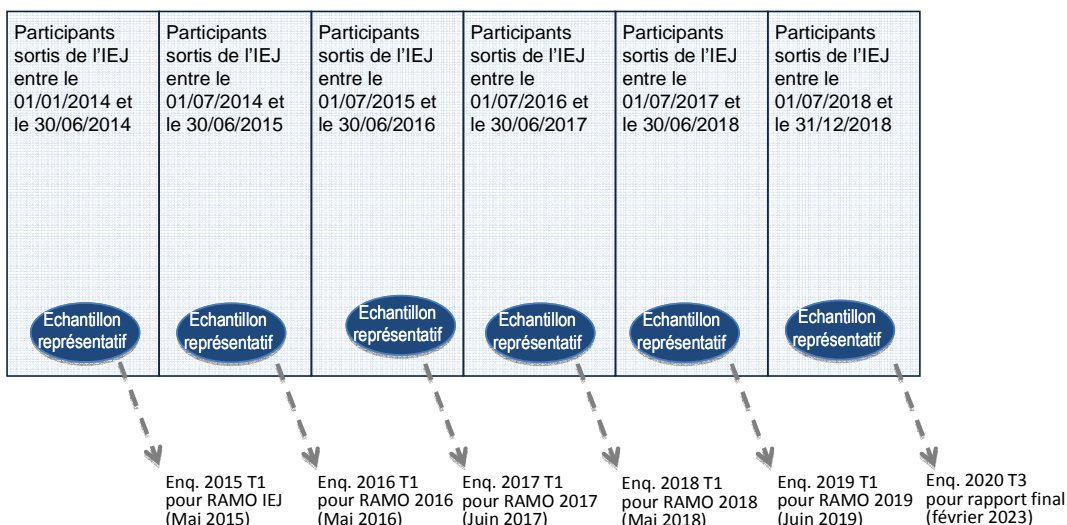 Participants
sortis de l'IEJ
entre le
01/01/2014 et
le 30/06/2014
Participants
sortis de l'IEJ
entre le
01/07/2014 et
le 30/06/2015
Participants
sortis de l'IEJ
entre le
01/07/2015 et
le 30/06/2016
Participants
sortis de l'IEJ
entre le
01/07/2016 et
le 30/06/2017
Participants
sortis de l'IEJ
entre le
01/07/2017 et
le 30/06/2018
Participants
sortis de l'IEJ
entre le
01/07/2018 et
le 31/12/2018
Echantillon
représentatif
Echantillon
représentatif
Echantillon
représentatif
Echantillon
représentatif
Echantillon
représentatif
Echantillon
représentatif
Enq. 2015 T1
pour RAMO IEJ
(Mai 2015)
Enq. 2016 T1
pour RAMO 2016
(Mai 2016)
Enq. 2017 T1
pour RAMO 2017
(Juin 2017)
Enq. 2018 T1
pour RAMO 2018
(Mai 2018)
Enq. 2019 T1
pour RAMO 2019
(Juin 2019)
Enq. 2020 T3
pour rapport final
(février 2023)